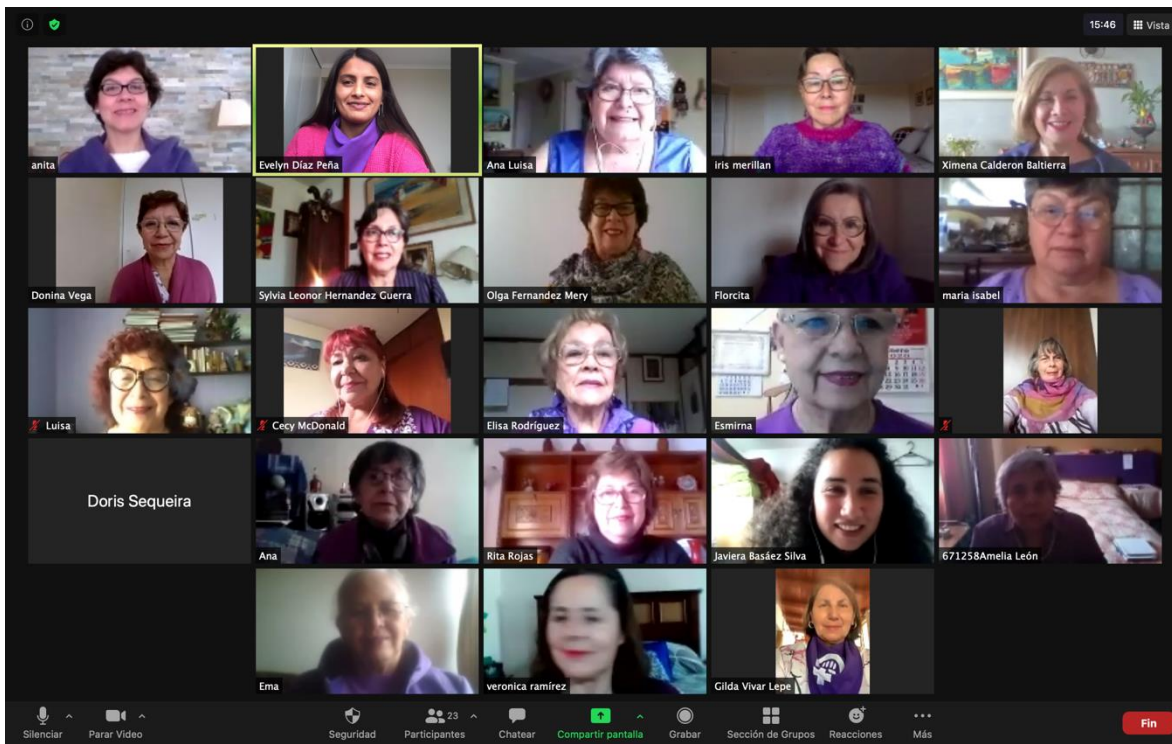 15:46
Vista
anita
Evelyn Díaz Peña
Ana Luisa
iris merillan
Ximena Calderon Baltierra
Donina Vega
Sylvia Leonor Hernandez Guerra
Olga Fernandez Mery
Florcita
maria isabel
Luisa
Cecy McDonald
Elisa Rodríguez
Esmirna
Doris Sequeira
Ana
Rita Rojas
Javiera Basáez Silva
671258Amelia León
Ema
veronica ramírez
Gilda Vivar Lepe
Silenciar
Parar Video
Seguridad
23
Participantes
Chatear
Compartir pantalla
Grabar
Sección de Grupos
Reacciones
Más
Fin